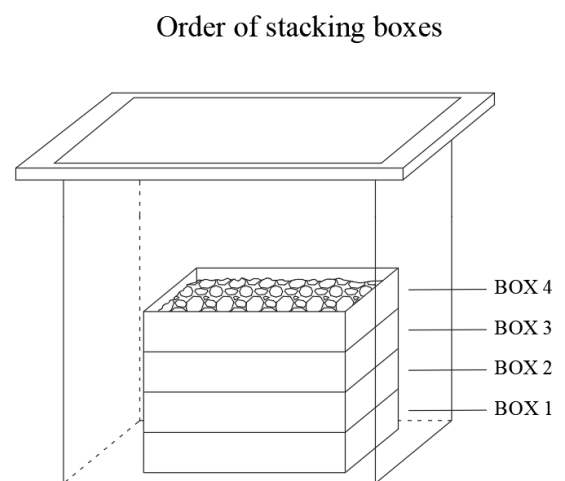 Order of stacking boxes
BOX 4
BOX 3
BOX 2
BOX 1